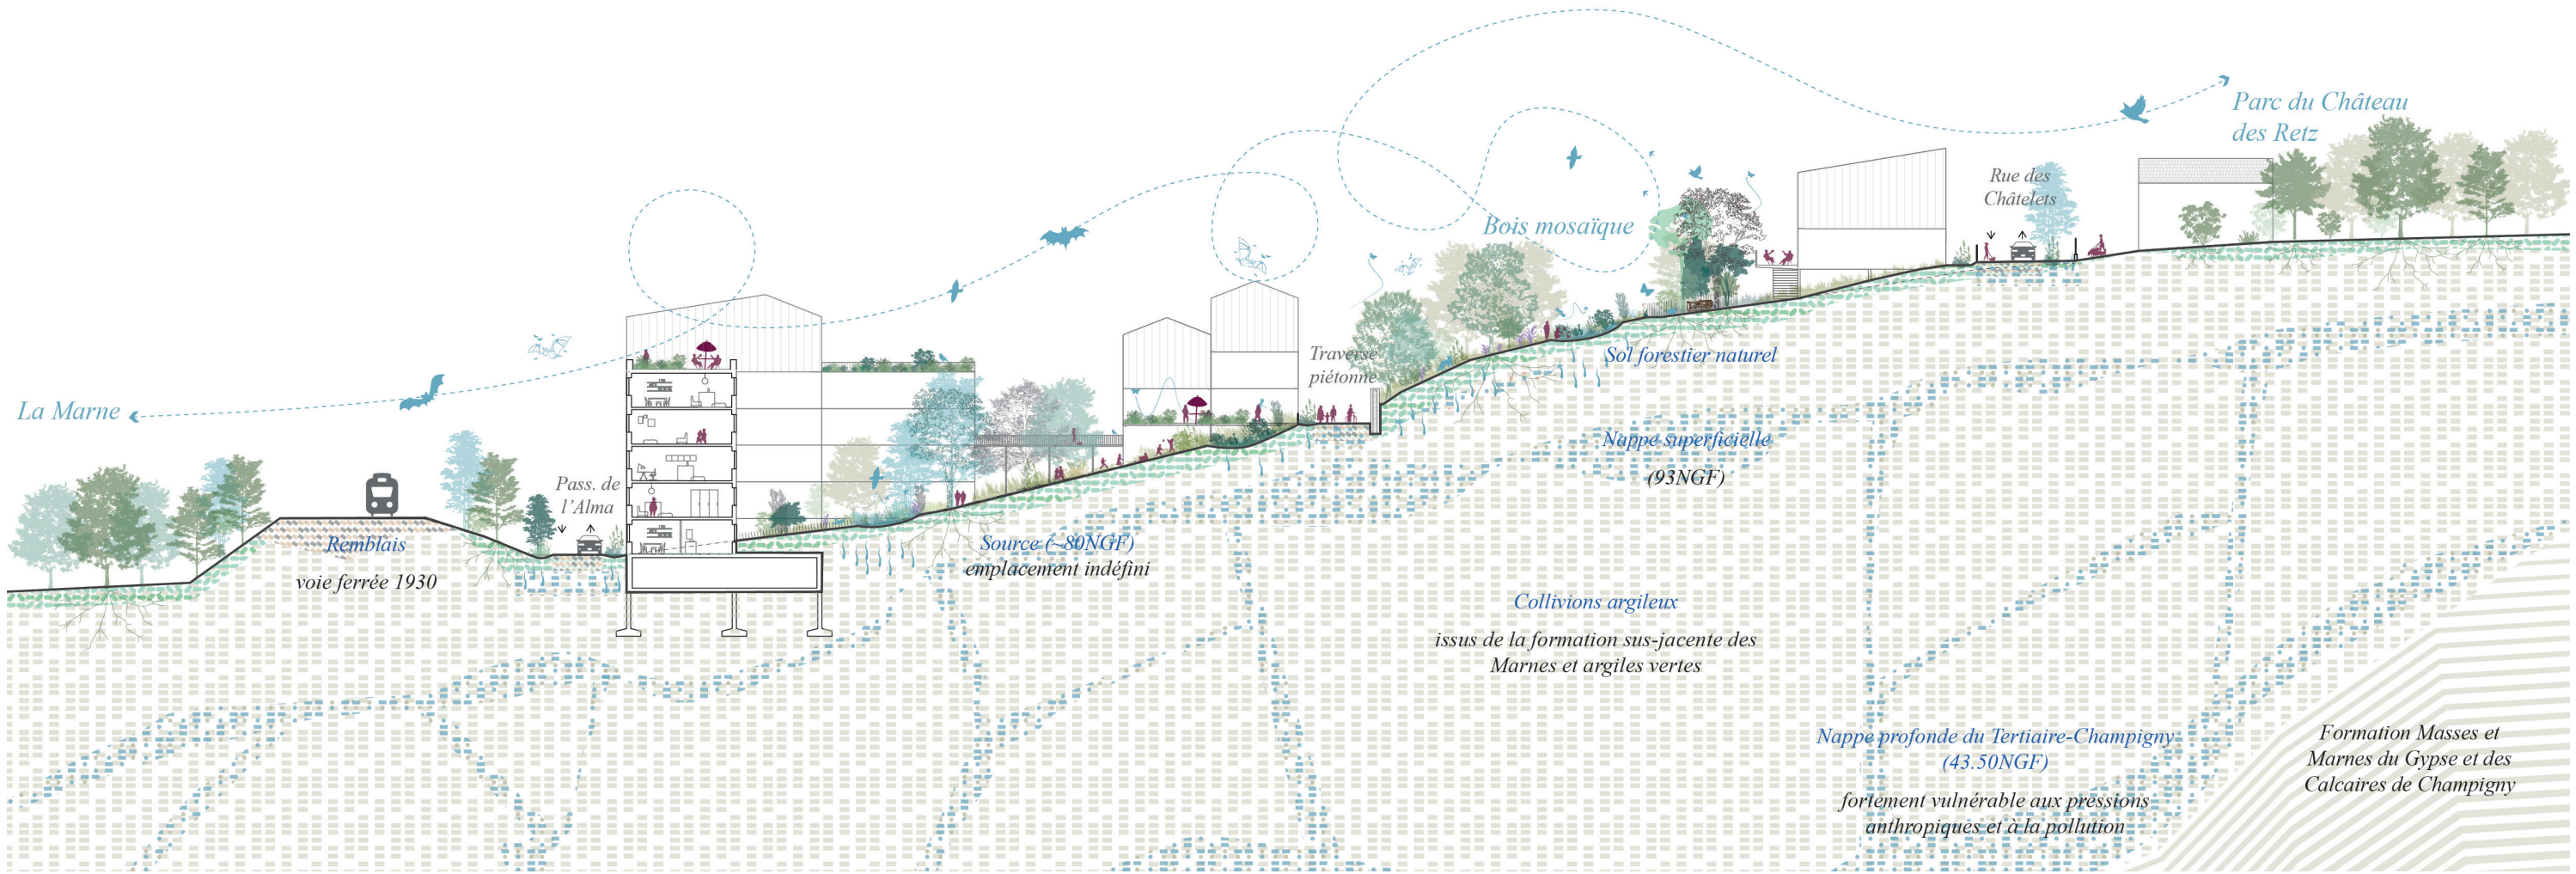 Parc du Château
des Retz
Rue des
Châtelets
Bois mosaïque
Traverse
piétonne
Sol forestier naturel
La Marne
Nappe superficielle
(93NGF)
Pass. de
l'Alma
Remblais
voie ferrée 1930
Source (~80NGF)
emplacement indéfini
Collivions argileux
issus de la formation sus-jacente des
Marnes et argiles vertes
Nappe profonde du Tertiaire-Champigny
(43.50NGF)
fortement vulnérable aux pressions
anthropiques et à la pollution
Formation Masses et
Marnes du Gypse et des
Calcaires de Champigny